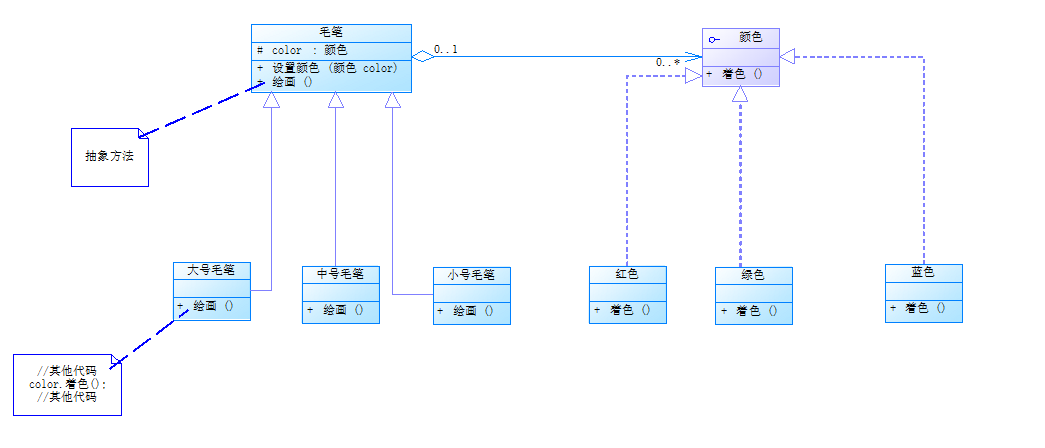 毛笔
# color : 颜色
+ 设置颜色 (颜色 color)
+ 绘画 ()
0..1
0..*
颜色
+ 着色 ()
抽象方法
大号毛笔
+ 绘画 ()
中号毛笔
+ 绘画 ()
小号毛笔
+ 绘画 ()
红色
+ 着色 ()
绿色
+ 着色 ()
蓝色
+ 着色 ()
//其他代码
color.着色();
//其他代码